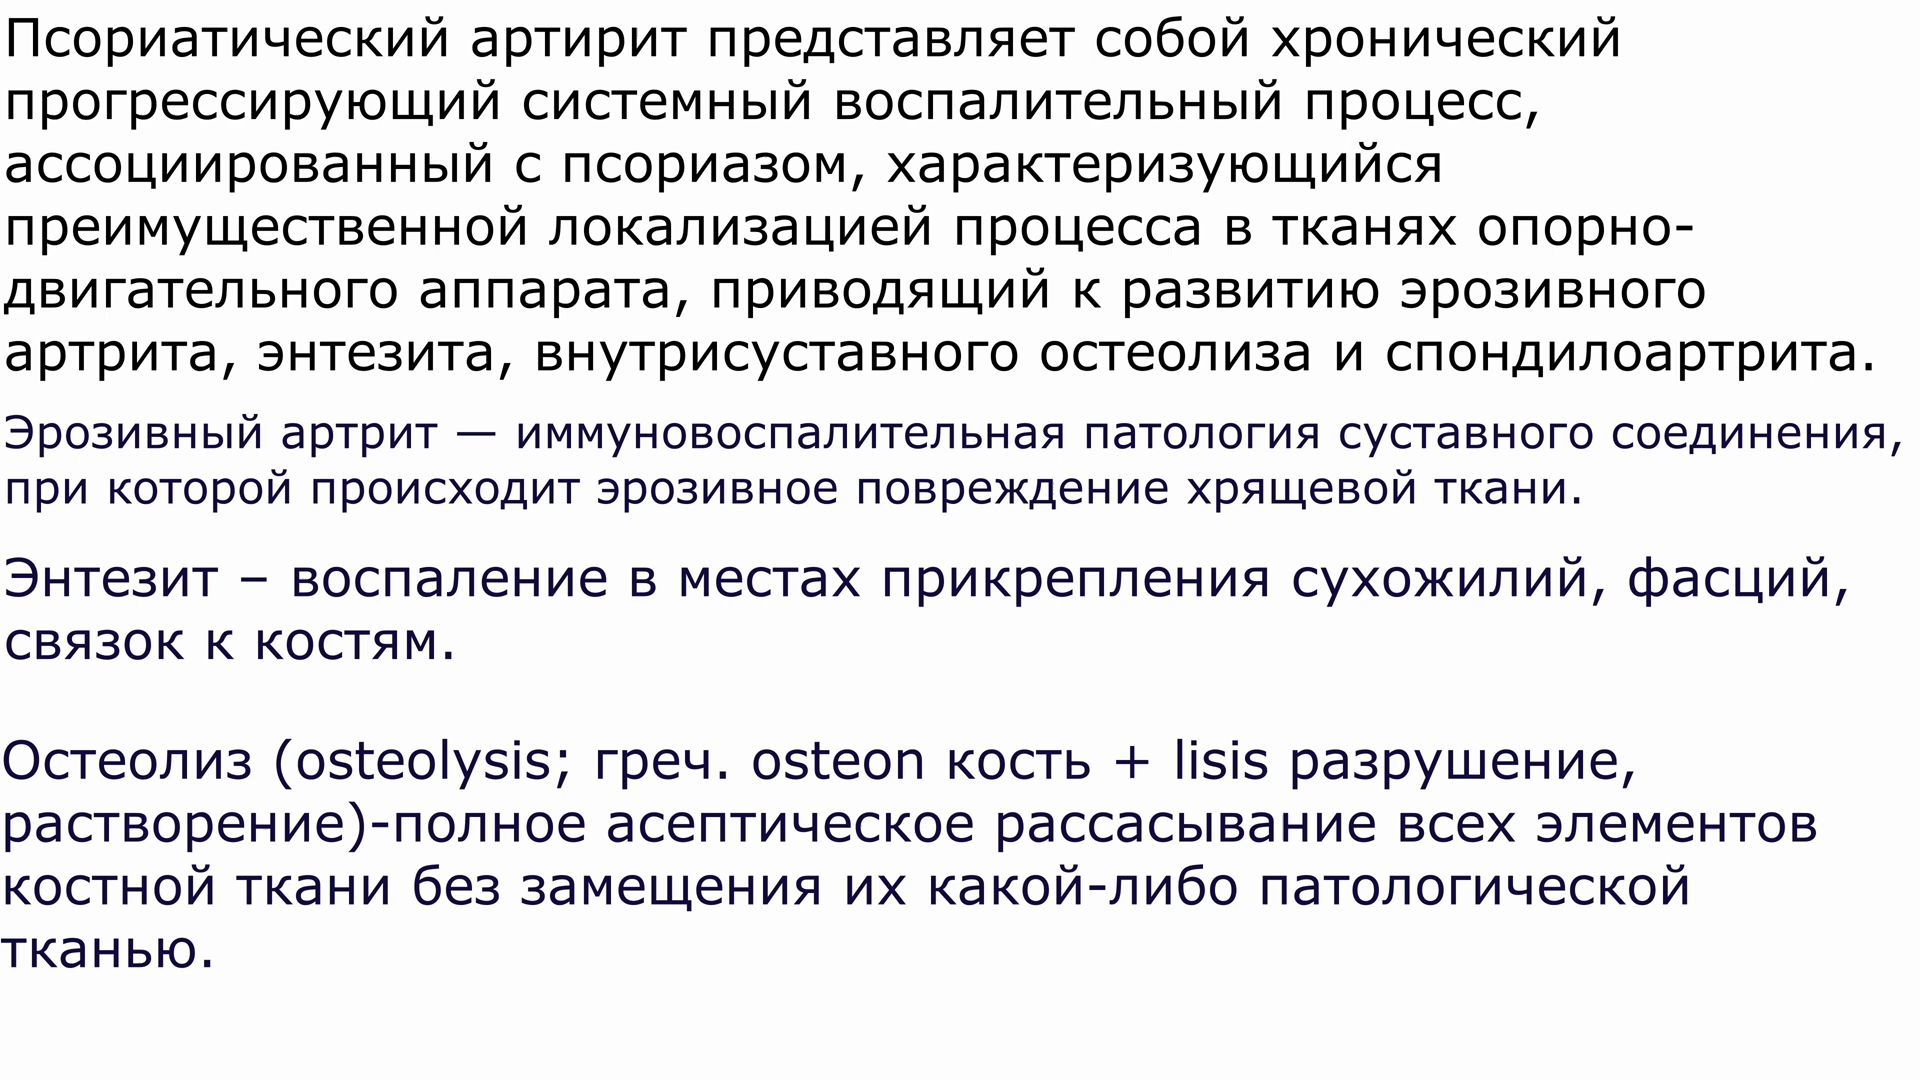 Псориатический артирит представляет собой хронический
прогрессирующий системный воспалительный процесс,
ассоциированный с псориазом, характеризующийся
преимущественной локализацией процесса в тканях опорно-
двигательного аппарата, приводящий к развитию эрозивного
артрита, энтезита, внутрисуставного остеолиза и спондилоартрита.
Эрозивный артрит — иммуновоспалительная патология суставного соединения,
при которой происходит эрозивное повреждение хрящевой ткани.
Энтезит – воспаление в местах прикрепления сухожилий, фасций,
связок к костям.
Остеолиз (osteolysis; греч. osteon кость + lisis разрушение,
растворение)-полное асептическое рассасывание всех элементов
костной ткани без замещения их какой-либо патологической
тканью.